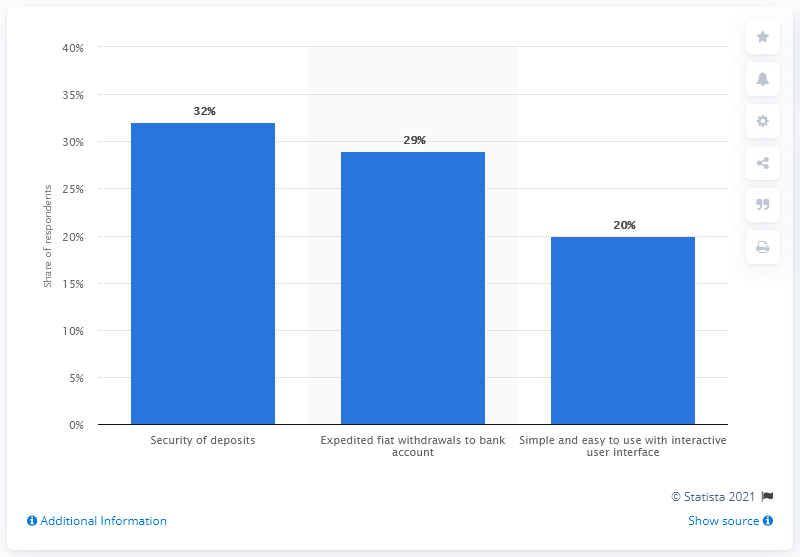 40%
35%
30%
25%
20%
15%
10%
5%
0%
Share of respondents
32%
29%
20%
Security of deposits
Expedited fiat withdrawals to bank
account
Simple and easy to use with interactive
user interface
© Statista 2021
Additional Information
Show source